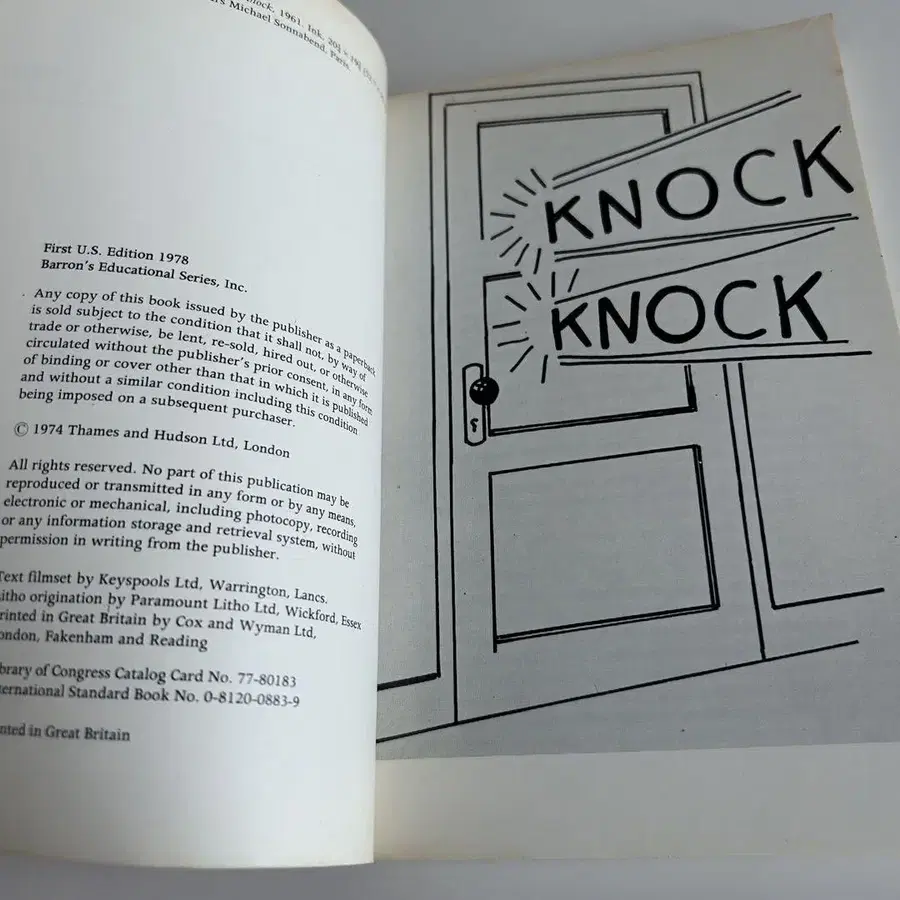 1961. Ink, 20¾ × 19¾
Michael Sonnabend, Paris.
First U.S. Edition 1978
Barron's Educational Series, Inc.
Any copy of this book issued by the publisher as a paperback
is sold subject to the condition that it shall not, by way of
trade or otherwise, be lent, re-sold, hired out, or otherwise
circulated without the publisher's prior consent, in any form
of binding or cover other than that in which it is published
and without a similar condition including this condition
being imposed on a subsequent purchaser.
© 1974 Thames and Hudson Ltd, London
All rights reserved. No part of this publication may be
reproduced or transmitted in any form or by any means,
electronic or mechanical, including photocopy, recording
or any information storage and retrieval system, without
permission in writing from the publisher.
Text filmset by Keyspools Ltd, Warrington, Lancs.
Litho origination by Paramount Litho Ltd, Wickford, Essex
Printed in Great Britain by Cox and Wyman Ltd,
London, Fakenham and Reading
brary of Congress Catalog Card No. 77-80183
ternational Standard Book No. 0-8120-0883-9
nted in Great Britain
KNOCK
KNOCK